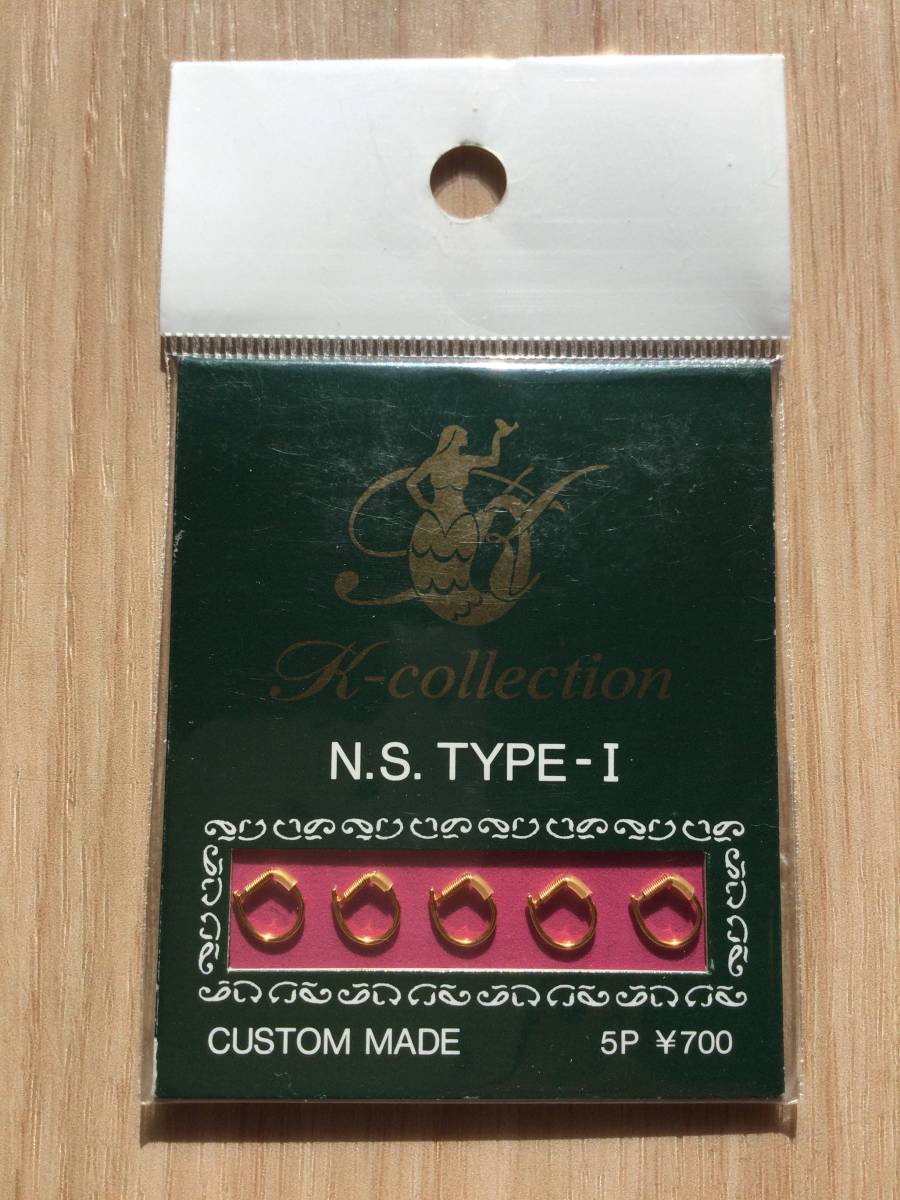 K-collection
N.S. TYPE-I
CUSTOM MADE
5P ¥700